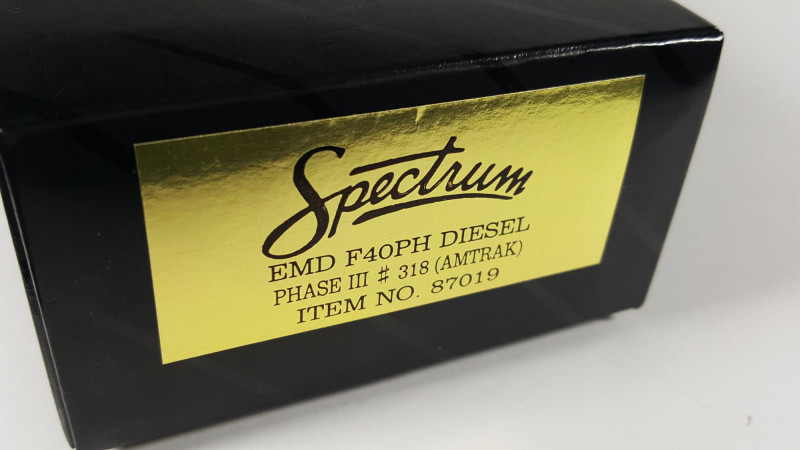 Spectrum
EMD F40PH DIESEL
PHASE III # 318 (AMTRAK)
ITEM NO. 87019